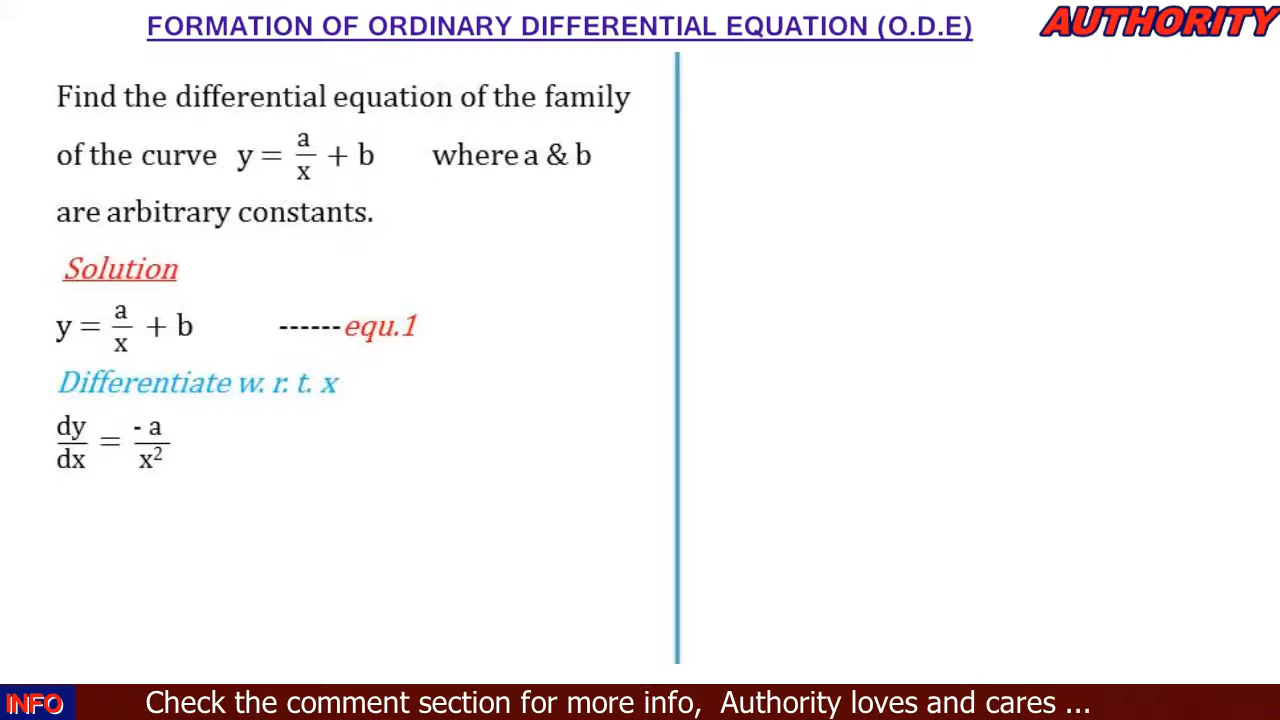 FORMATION OF ORDINARY DIFFERENTIAL EQUATION (O.D.E)
AUTHORITY
Find the differential equation of the family
of the curve y = a/x + b where a & b
are arbitrary constants.
Solution
y = a/x + b ------equ.1
Differentiate w. r. t. x
dy/dx = - a/x²
INFO Check the comment section for more info, Authority loves and cares ...